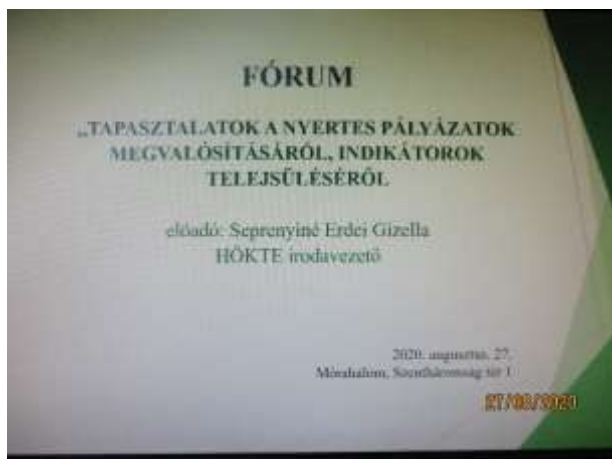 FÓRUM
„TAPASZTALATOK A NYERTES PÁLYÁZATOK
MEGVALÓSÍTÁSÁRÓL, INDIKÁTOROK
TELEJSÜLÉSÉRŐL
előadó: Seprenyiné Erdei Gizella
HÖKTE irodavezető
2020. augusztus. 27.
Mórahalom, Szentháromság tér 1
27/08/2020